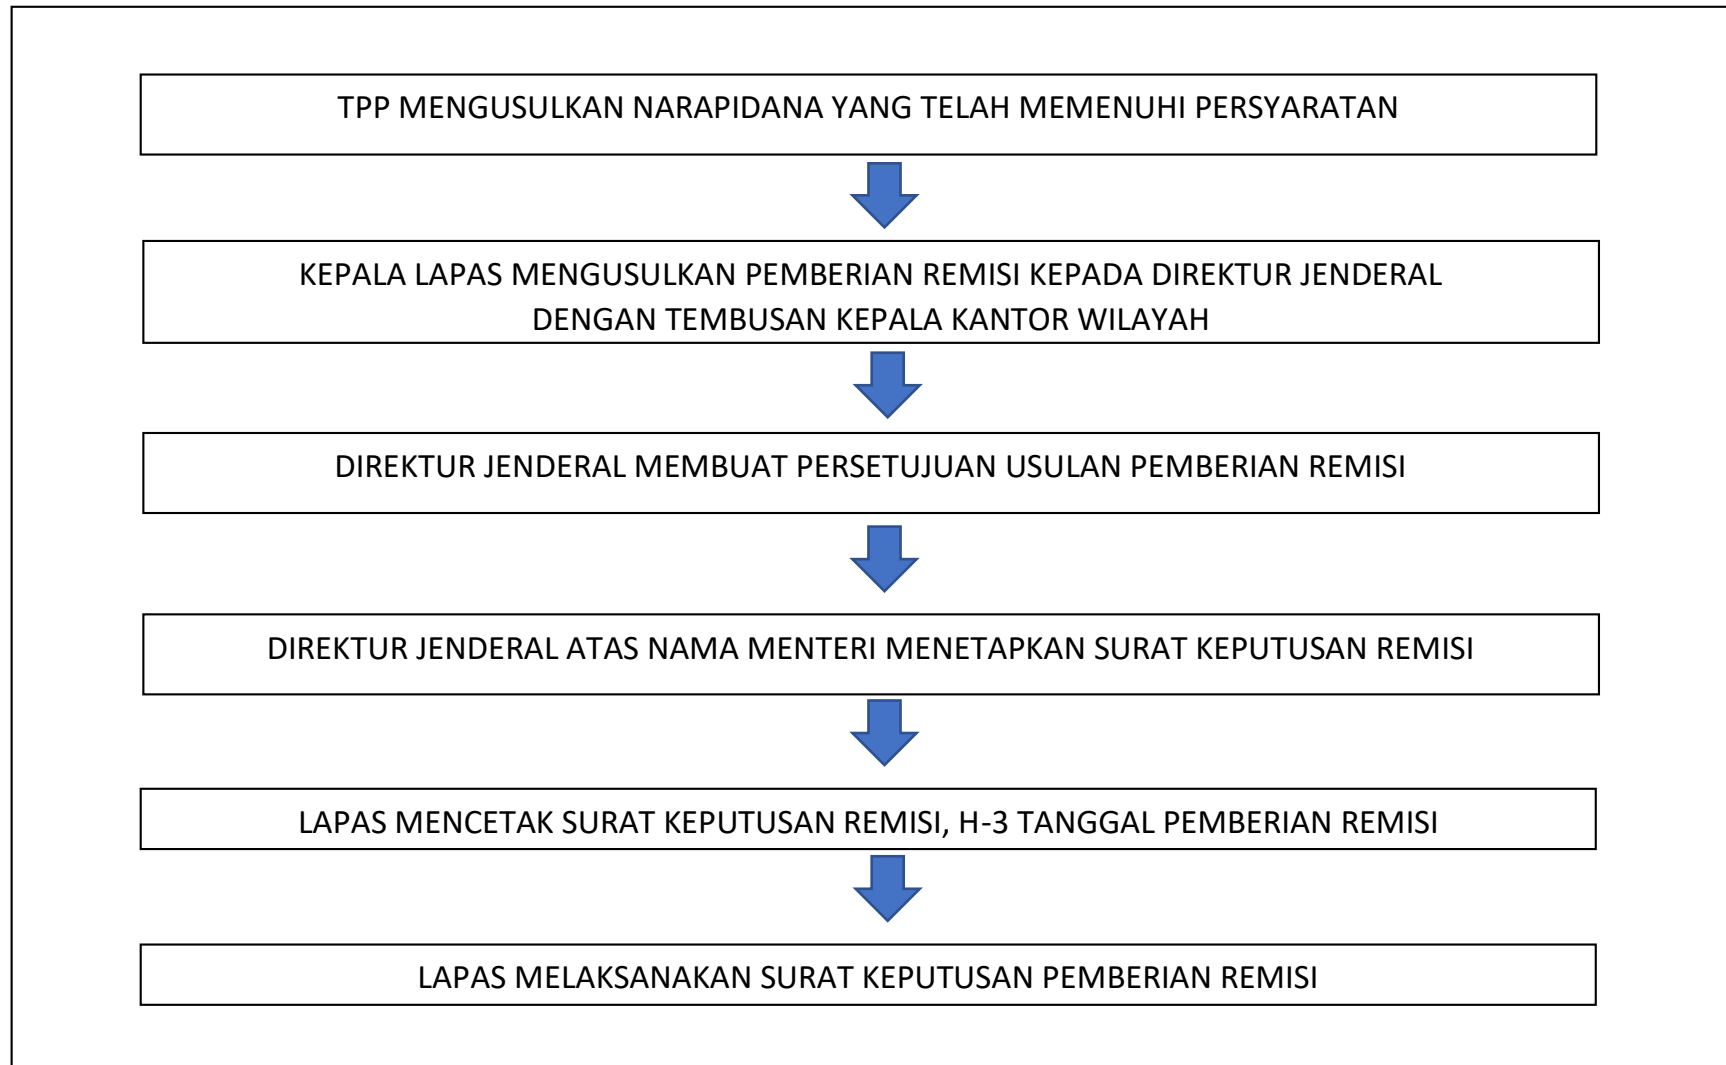 TPP MENGUSULKAN NARAPIDANA YANG TELAH MEMENUHI PERSYARATAN
KEPALA LAPAS MENGUSULKAN PEMBERIAN REMISI KEPADA DIREKTUR JENDERAL
DENGAN TEMBUSAN KEPALA KANTOR WILAYAH
DIREKTUR JENDERAL MEMBUAT PERSETUJUAN USULAN PEMBERIAN REMISI
DIREKTUR JENDERAL ATAS NAMA MENTERI MENETAPKAN SURAT KEPUTUSAN REMISI
LAPAS MENCETAK SURAT KEPUTUSAN REMISI, H-3 TANGGAL PEMBERIAN REMISI
LAPAS MELAKSANAKAN SURAT KEPUTUSAN PEMBERIAN REMISI